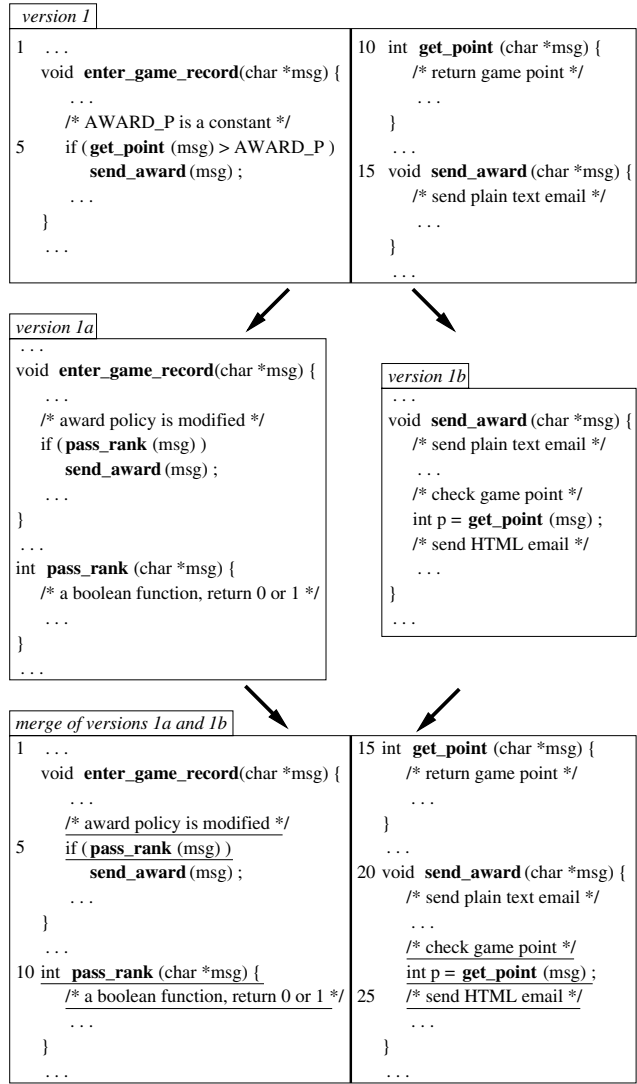 version 1
1 . . .
void enter_game_record(char *msg) {
. . .
/* AWARD_P is a constant */
5 if ( get_point (msg) > AWARD_P )
send_award (msg) ;
. . .
}
. . .
10 int get_point (char *msg) {
/* return game point */
. . .
}
. . .
15 void send_award (char *msg) {
/* send plain text email */
. . .
}
. . .
version 1a
. . .
void enter_game_record(char *msg) {
. . .
/* award policy is modified */
if ( pass_rank (msg) )
send_award (msg) ;
. . .
}
. . .
int pass_rank (char *msg) {
/* a boolean function, return 0 or 1 */
. . .
}
. . .
version 1b
. . .
void send_award (char *msg) {
/* send plain text email */
. . .
/* check game point */
int p = get_point (msg) ;
/* send HTML email */
. . .
}
. . .
merge of versions 1a and 1b
1 . . .
void enter_game_record(char *msg) {
. . .
/* award policy is modified */
5 if ( pass_rank (msg) )
send_award (msg) ;
. . .
}
. . .
10 int pass_rank (char *msg) {
/* a boolean function, return 0 or 1 */
. . .
}
. . .
15 int get_point (char *msg) {
/* return game point */
. . .
}
. . .
20 void send_award (char *msg) {
/* send plain text email */
. . .
/* check game point */
int p = get_point (msg) ;
25 /* send HTML email */
. . .
}
. . .